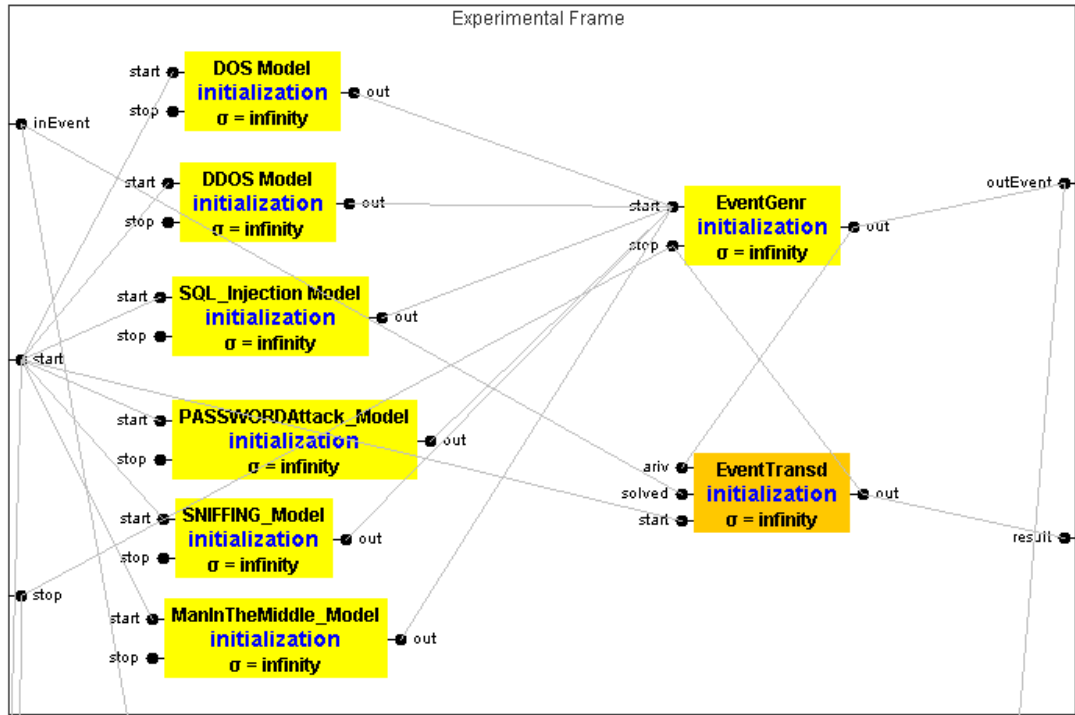 Experimental Frame
start
DOS Model
initialization
out
stop
σ = infinity
inEvent
start
DDOS Model
initialization
out
stop
σ = infinity
start
SQL_Injection Model
initialization
out
stop
σ = infinity
start
start
PASSWORDAttack_Model
initialization
out
stop
σ = infinity
start
SNIFFING_Model
initialization
out
stop
σ = infinity
stop
start
ManInTheMiddle_Model
initialization
out
stop
σ = infinity
start
EventGenr
initialization
out
stop
σ = infinity
ariv
EventTransd
solved
initialization
out
start
σ = infinity
outEvent
result